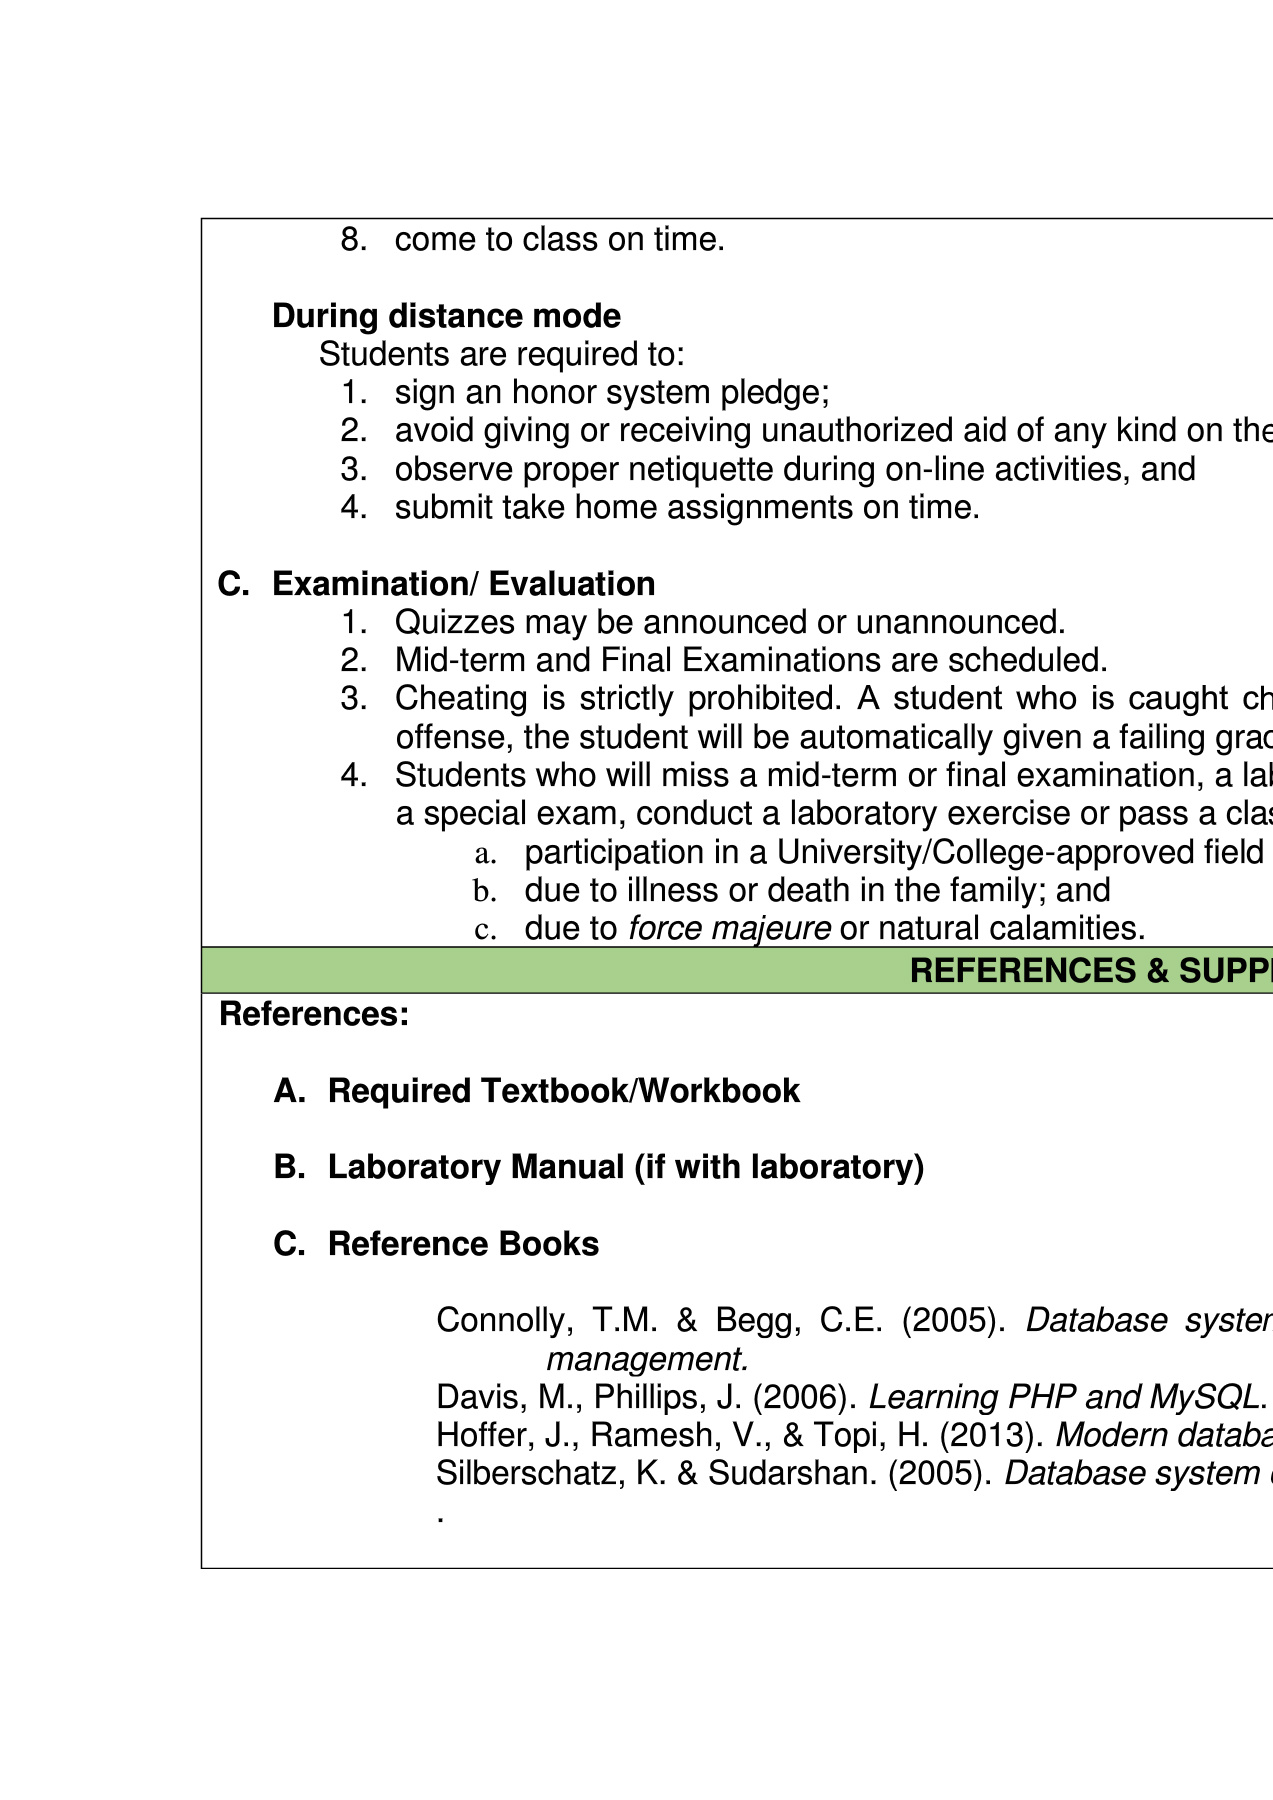 8. come to class on time.
During distance mode
Students are required to:
1. sign an honor system pledge;
2. avoid giving or receiving unauthorized aid of any kind on the
3. observe proper netiquette during on-line activities, and
4. submit take home assignments on time.
C. Examination/ Evaluation
1. Quizzes may be announced or unannounced.
2. Mid-term and Final Examinations are scheduled.
3. Cheating is strictly prohibited. A student who is caught
offense, the student will be automatically given a failing
4. Students who will miss a mid-term or final examination, a
a special exam, conduct a laboratory exercise or pass a
a. participation in a University/College-approved field
b. due to illness or death in the family; and
c. due to force majeure or natural calamities.
REFERENCES &
References:
A. Required Textbook/Workbook
B. Laboratory Manual (if with laboratory)
C. Reference Books
Connolly, T.M. & Begg, C.E. (2005). Database
management.
Davis, M., Phillips, J. (2006). Learning PHP and MySQL.
Hoffer, J., Ramesh, V., & Topi, H. (2013). Modern
Silberschatz, K. & Sudarshan. (2005). Database system
.